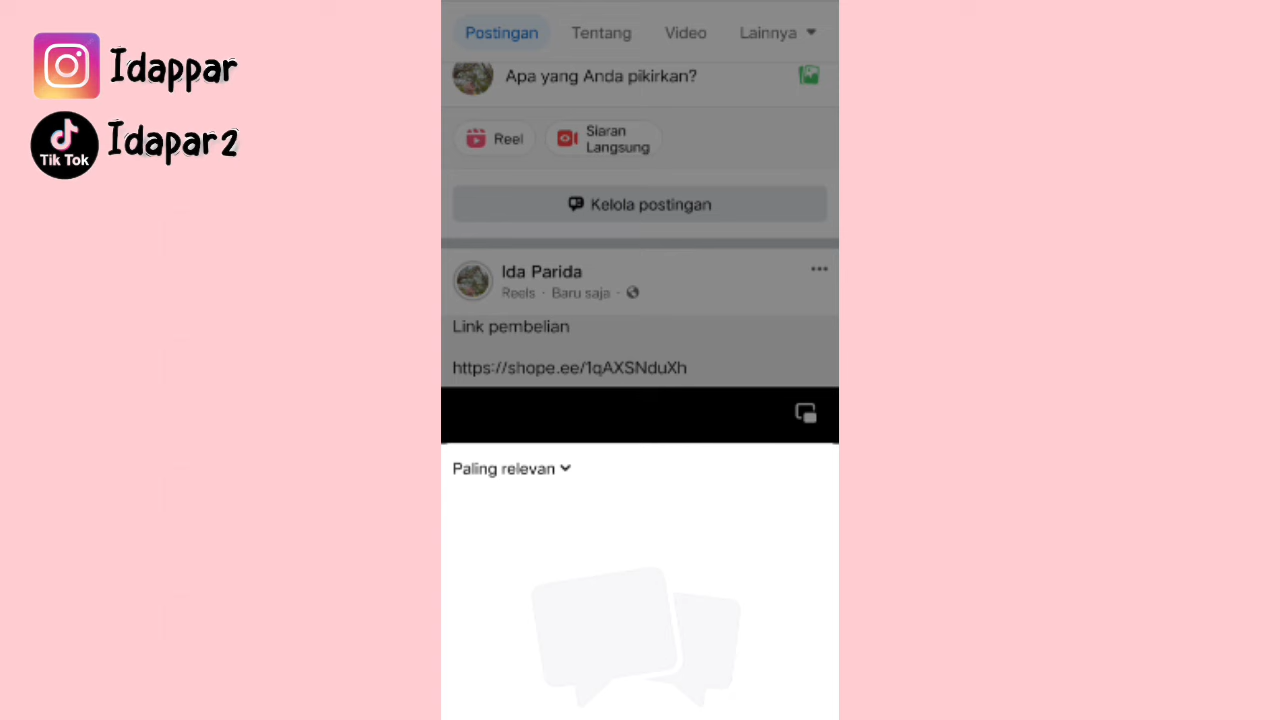 Idappar
Tik Tok
Idapar2
Postingan Tentang Video Lainnya
Apa yang Anda pikirkan?
Reel
Siaran
Langsung
Kelola postingan
Ida Parida
Reels · Baru saja ·
Link pembelian
https://shope.ee/1qAXSNduXh
Paling relevan